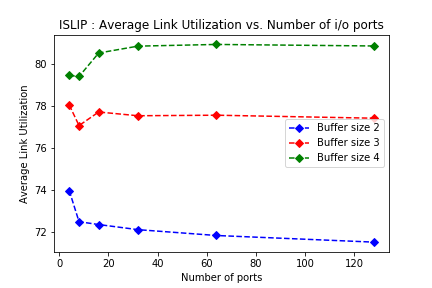 ISLIP : Average Link Utilization vs. Number of i/o ports
Average Link Utilization
80
78
76
74
72
Buffer size 2
Buffer size 3
Buffer size 4
0 20 40 60 80 100 120
Number of ports